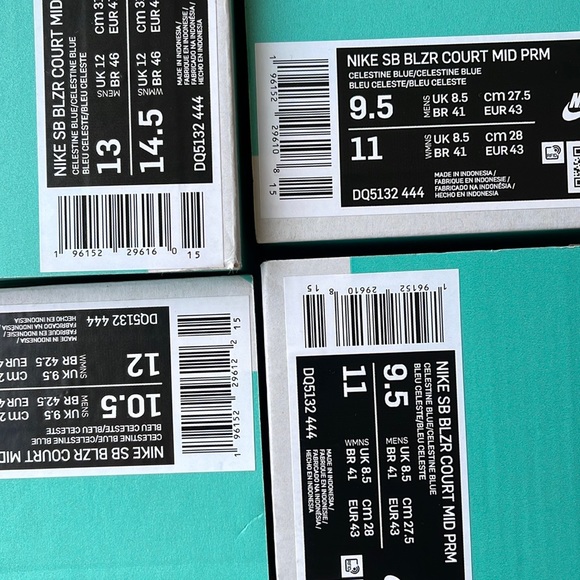 NIKE SB BLZR COURT MID
CELESTINE BLUE/CELESTINE BLUE
BLEU CELESTE/BLEU CELESTE
13 MENS UK 12
BR 46 EUR 47
14.5 WMNS UK 12
BR 46
DQ5132 444
MADE IN INDONESIA /
FABRIQUE EN INDONESIE /
FABRICADO NA INDONÉSIA /
HECHO EN INDONESIA
1 96152 29616 0 15
NIKE SB BLZR COURT MID PRM
CELESTINE BLUE/CELESTINE BLUE
BLEU CELESTE/BLEU CELESTE
9.5 MENS UK 8.5 cm 27.5
BR 41 EUR 43
11 WMNS UK 8.5 cm 28
BR 41 EUR 43
MADE IN INDONESIA /
FABRIQUE EN INDONESIE /
FABRICADO NA INDONÉSIA /
HECHO EN INDONESIA
DQ5132 444
1 96152 29610 8 15
NIKE SB BLZR COURT MID
CELESTINE BLUE/CELESTINE BLUE
BLEU CELESTE/BLEU CELESTE
10.5 MENS UK 9.5
BR 42.5
12 WMNS UK 9.5
BR 42.5
DQ5132 444
FABRICADO NA INDONÉSIA /
HECHO EN INDONESIA
1 96152 29612 2 15
NIKE SB BLZR COURT MID PRM
CELESTINE BLUE/CELESTINE BLUE
BLEU CELESTE/BLEU CELESTE
9.5 MENS UK 8.5 cm 27.5
BR 41 EUR 43
11 WMNS UK 8.5 cm 28
BR 41 EUR 43
DQ5132 444
MADE IN INDONESIA /
FABRIQUE EN INDONESIE /
FABRICADO NA INDONÉSIA /
HECHO EN INDONESIA
1 96152 29610 8 15